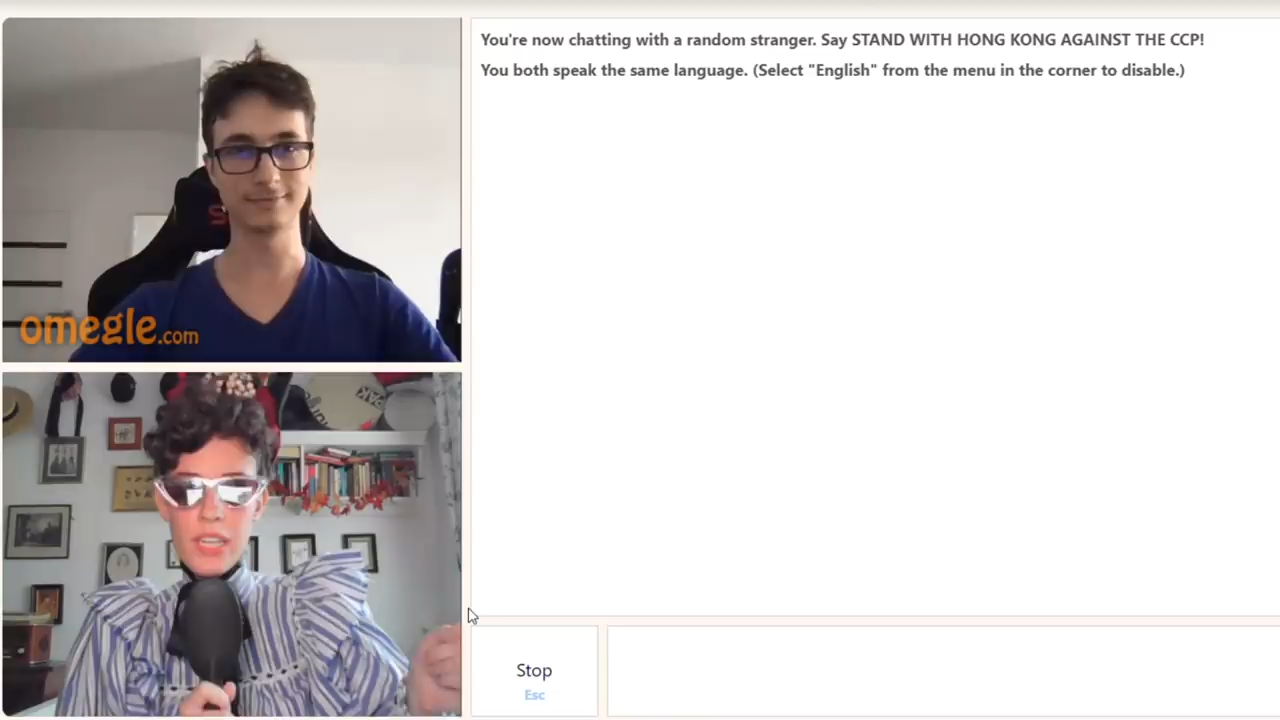 You're now chatting with a random stranger. Say STAND WITH HONG KONG AGAINST THE CCP!
You both speak the same language. (Select "English" from the menu in the corner to disable.)
omegle.com
Stop
Esc